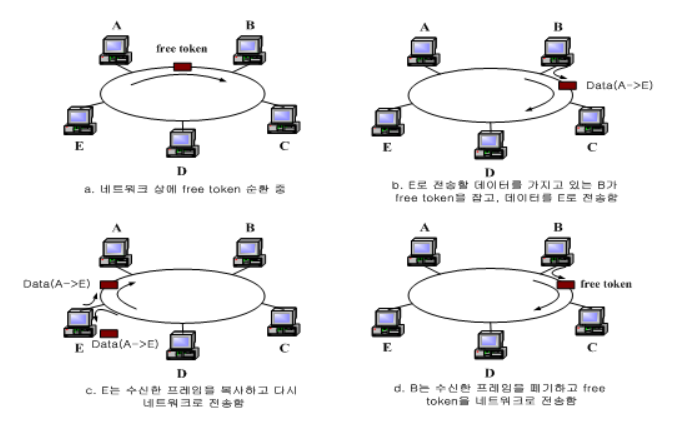 A
B
free token
E
C
D
a. 네트워크 상에 free token 순환 중
A
B
Data(A->E)
E
C
D
b. E로 전송할 데이터를 가지고 있는 B가
free token을 잡고, 데이터를 E로 전송함
A
B
Data(A->E)
E
Data(A->E)
C
D
c. E는 수신한 프레임을 복사하고 다시
네트워크로 전송함
A
B
free token
E
C
D
d. B는 수신한 프레임을 폐기하고 free
token을 네트워크로 전송함